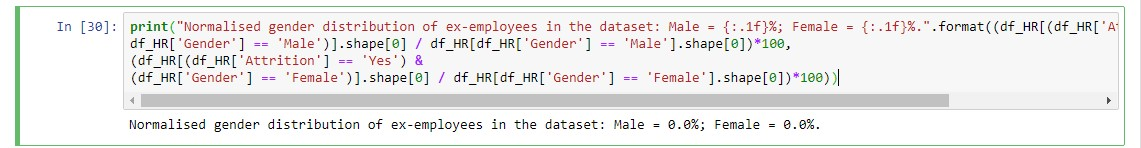 In [30]: print("Normalised gender distribution of ex-employees in the dataset: Male = {:.1f}%; Female = {:.1f}%.".format((df_HR[(df_HR['A
df_HR['Gender'] == 'Male')].shape[0] / df_HR[df_HR['Gender'] == 'Male'].shape[0])*100,
(df_HR[(df_HR['Attrition'] == 'Yes') &
(df_HR['Gender'] == 'Female')].shape[0] / df_HR[df_HR['Gender'] == 'Female'].shape[0])*100))
Normalised gender distribution of ex-employees in the dataset: Male = 0.0%; Female = 0.0%.